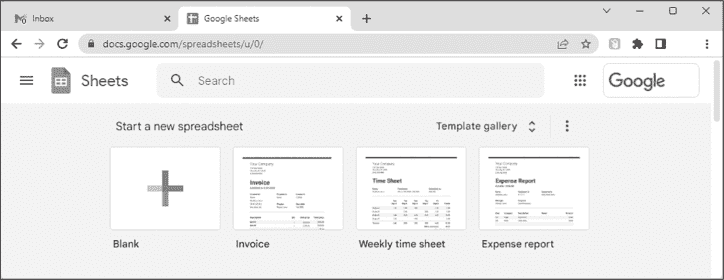 Inbox
Google Sheets
docs.google.com/spreadsheets/u/0/
Sheets
Search
Google
Start a new spreadsheet
Template gallery
Your Company
Invoice
Your Company
Time Sheet
Your Company
Expense Report
Blank
Invoice
Weekly time sheet
Expense report